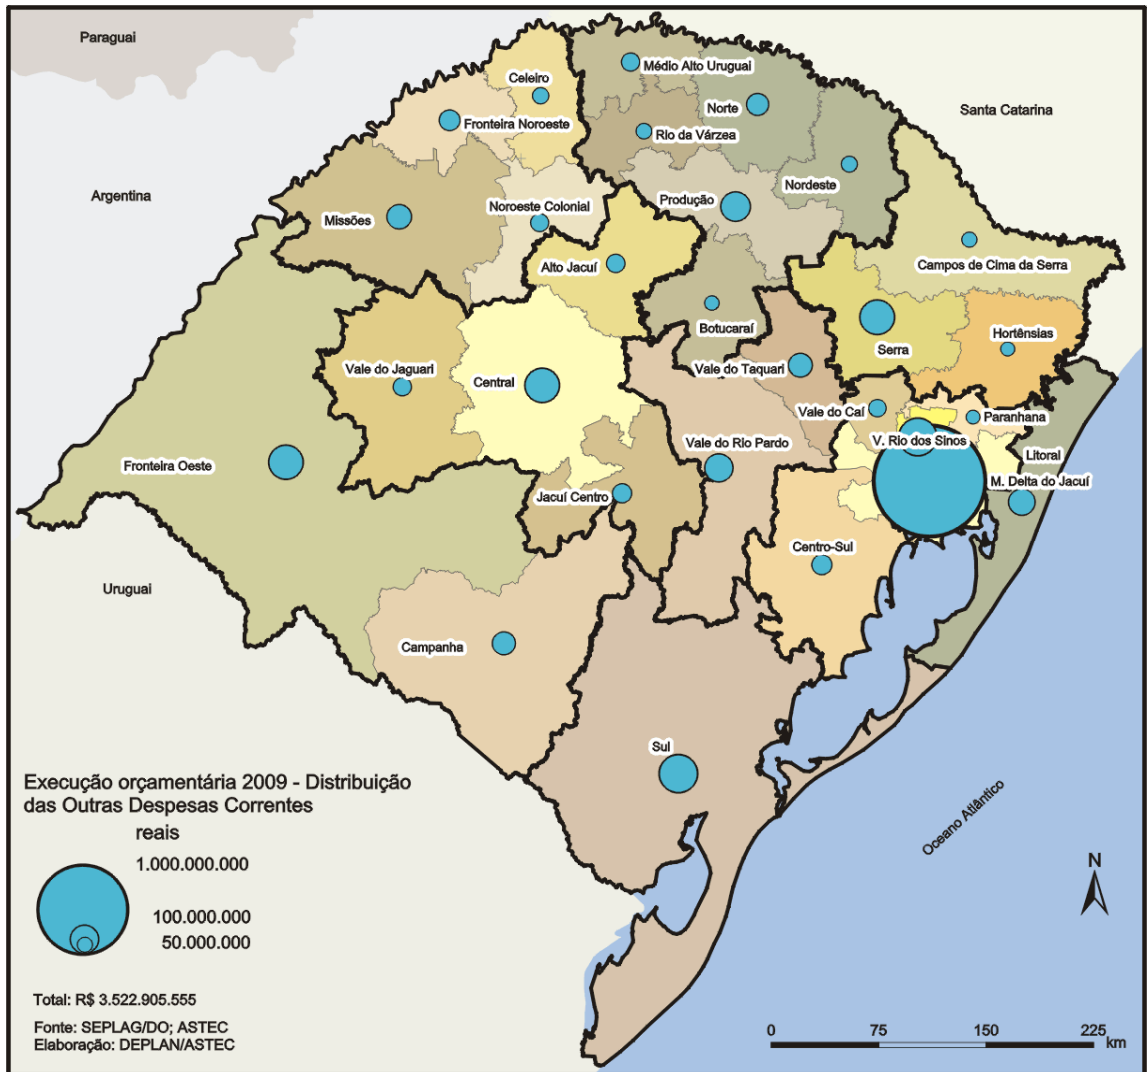 Paraguai
Celeiro
Médio Alto Uruguai
Norte
Santa Catarina
Fronteira Noroeste
Rio da Várzea
Nordeste
Argentina
Missões
Noroeste Colonial
Produção
Alto Jacuí
Campos de Cima da Serra
Botucaraí
Serra
Hortênsias
Vale do Jaguari
Central
Vale do Taquari
Vale do Caí
Paranhana
V. Rio dos Sinos
Litoral
Fronteira Oeste
Vale do Rio Pardo
M. Delta do Jacuí
Jacuí Centro
Centro-Sul
Uruguai
Campanha
Sul
Oceano Atlântico
Execução orçamentária 2009 - Distribuição
das Outras Despesas Correntes
reais
1.000.000.000
100.000.000
50.000.000
N
Total: R$ 3.522.905.555
Fonte: SEPLAG/DO; ASTEC
Elaboração: DEPLAN/ASTEC
0 75 150 225
km